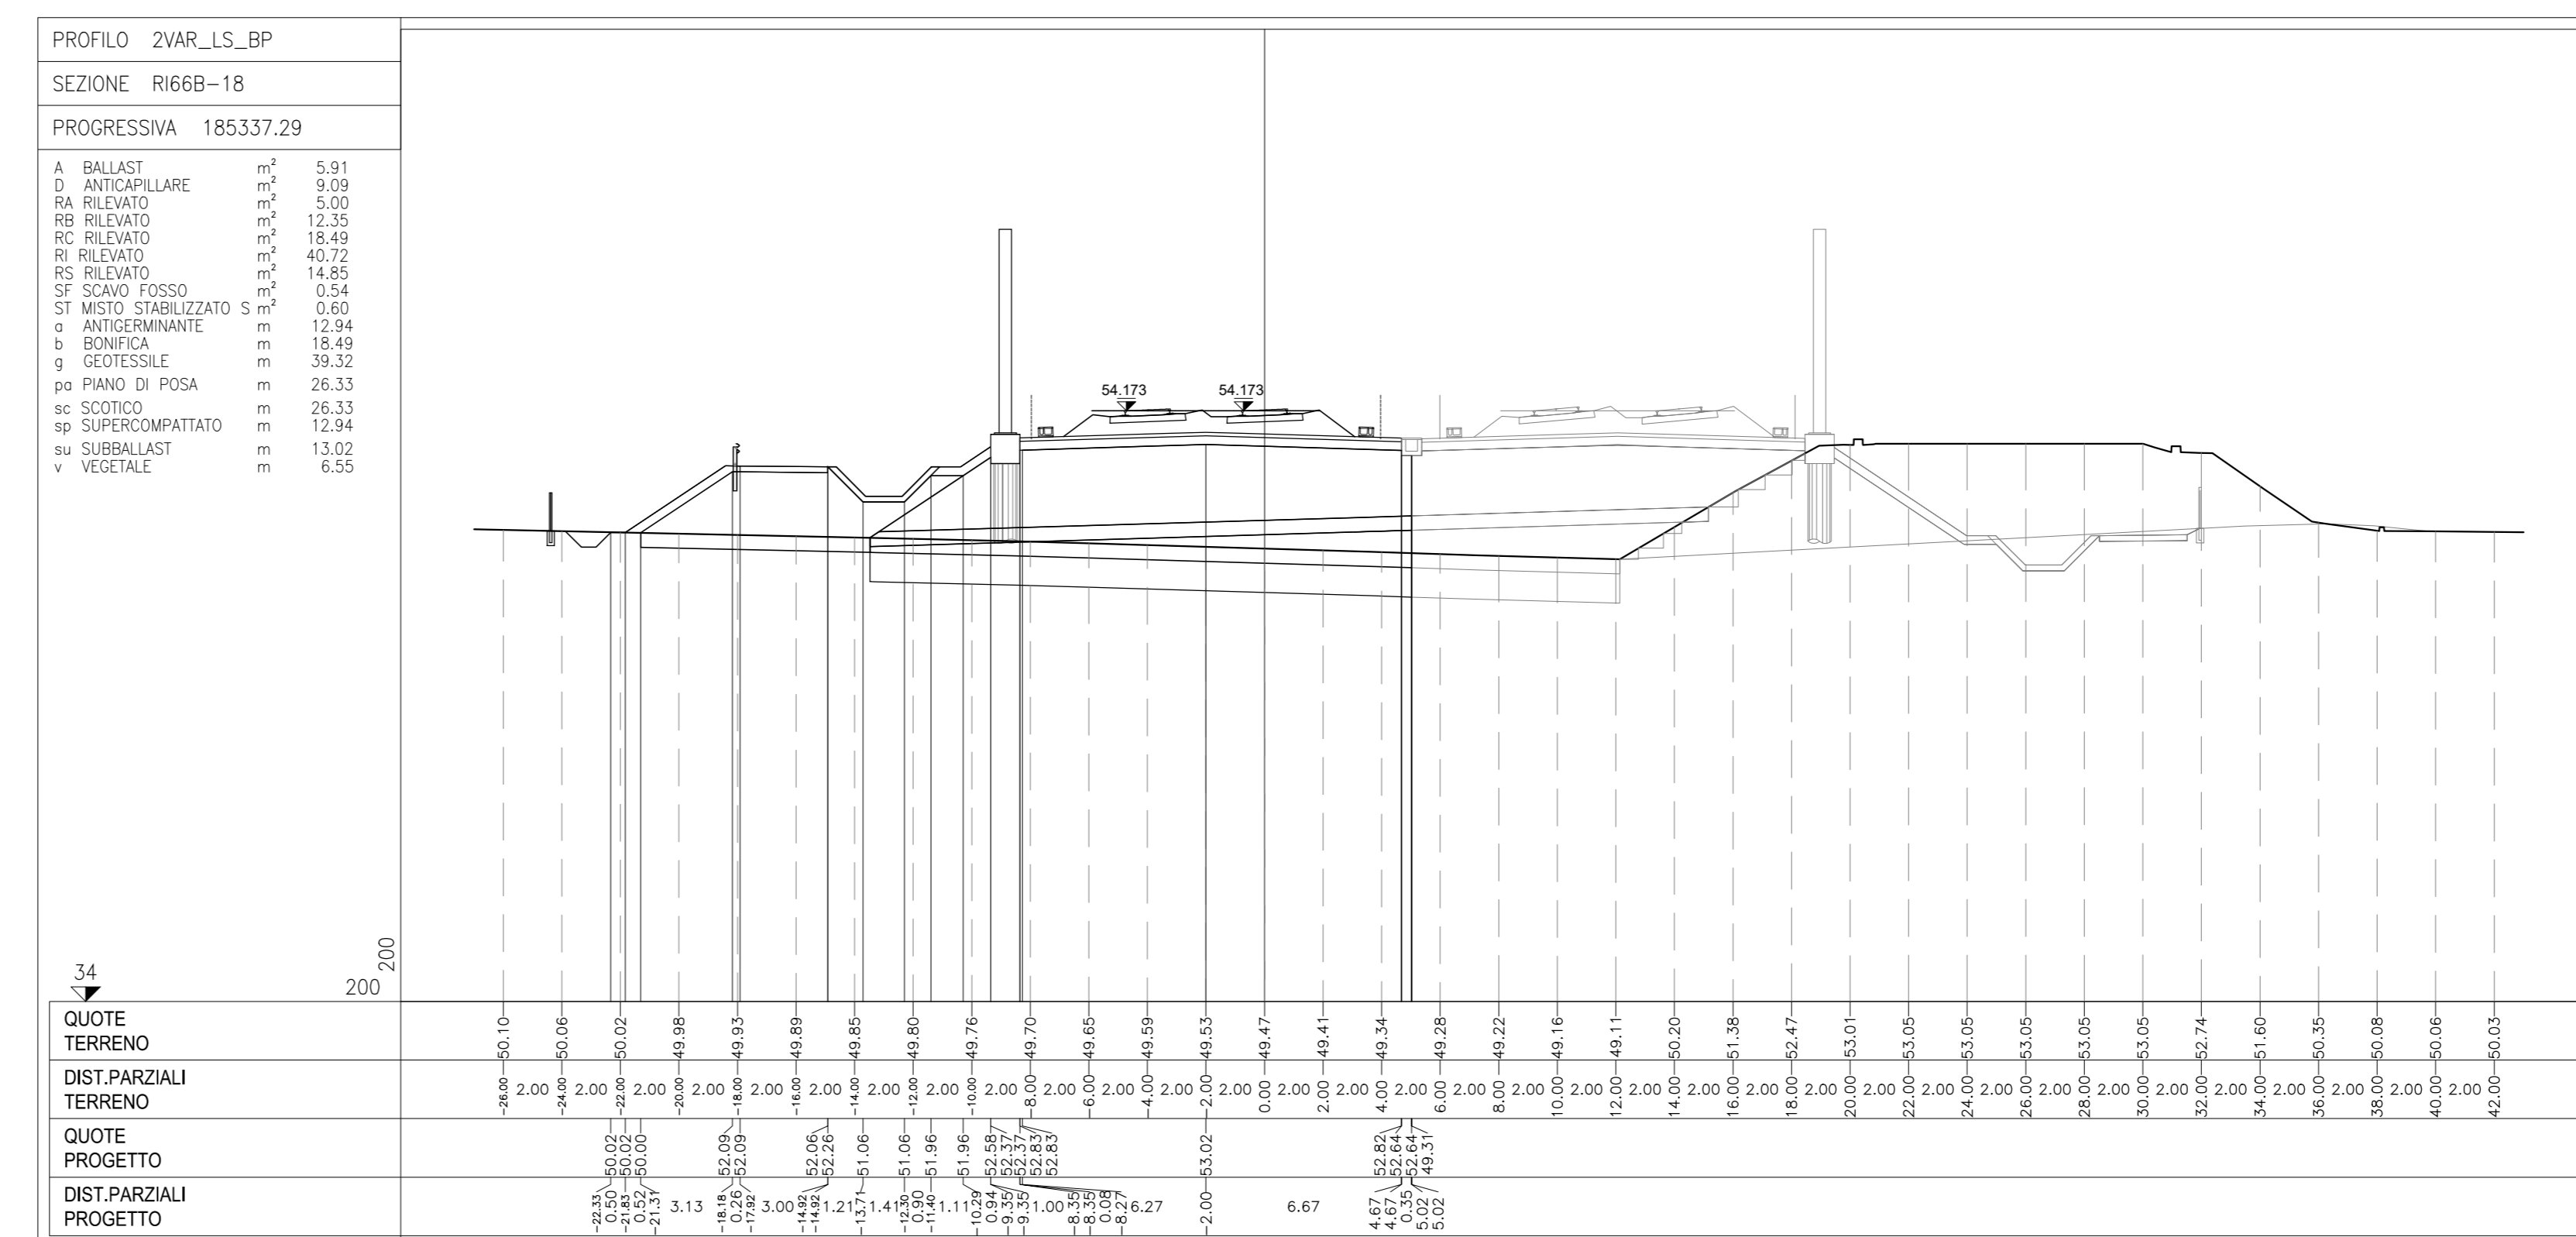 PROFILO 2VAR_LS_BP
SEZIONE RI66B-18
PROGRESSIVA 185337.29
A BALLAST m² 5.91
D ANTICAPILLARE m² 9.09
RA RILEVATO m² 5.00
RB RILEVATO m² 12.35
RC RILEVATO m² 18.49
RI RILEVATO m² 40.72
RS RILEVATO m² 14.85
SF SCAVO FOSSO m² 0.54
ST MISTO STABILIZZATO S m² 0.60
a ANTIGERMINANTE m 12.94
b BONIFICA m 18.49
g GEOTESSILE m 39.32
pa PIANO DI POSA m 26.33
sc SCOTICO m 26.33
sp SUPERCOMPATTATO m 12.94
su SUBBALLAST m 13.02
v VEGETALE m 6.55
54.173 54.173
34
200
200
QUOTE
TERRENO
50.10 50.06 50.02 49.98 49.93 49.89 49.85 49.80 49.76 49.70 49.65 49.59 49.53 49.47 49.41 49.34 49.28 49.22 49.16 49.11 50.20 51.38 52.47 53.01 53.05 53.05 53.05 53.05 53.05 52.74 51.60 50.35 50.08 50.06 50.03
DIST.PARZIALI
TERRENO
-26.00 2.00 -24.00 2.00 -22.00 2.00 -20.00 2.00 -18.00 2.00 -16.00 2.00 -14.00 2.00 -12.00 2.00 -10.00 2.00 -8.00 2.00 -6.00 2.00 -4.00 2.00 -2.00 2.00 0.00 2.00 2.00 2.00 4.00 2.00 6.00 2.00 8.00 2.00 10.00 2.00 12.00 2.00 14.00 2.00 16.00 2.00 18.00 2.00 20.00 2.00 22.00 2.00 24.00 2.00 26.00 2.00 28.00 2.00 30.00 2.00 32.00 2.00 34.00 2.00 36.00 2.00 38.00 2.00 40.00 2.00 42.00
QUOTE
PROGETTO
50.02 50.02 50.00 52.09 52.09 52.06 52.26 51.06 51.06 51.96 51.96 52.58 52.37 52.37 52.83 52.83 53.02 52.82 52.64 52.64 49.31
DIST.PARZIALI
PROGETTO
-22.33 0.50 -21.83 0.52 -21.31 3.13 -18.18 0.26 -17.92 3.00 -14.92 -14.92 1.21 -13.71 1.41 -12.30 0.90 -11.40 1.11 -10.29 0.94 -9.35 -9.35 1.00 -8.35 -8.35 0.08 -8.27 6.27 -2.00 6.67 4.67 4.67 0.35 5.02 5.02